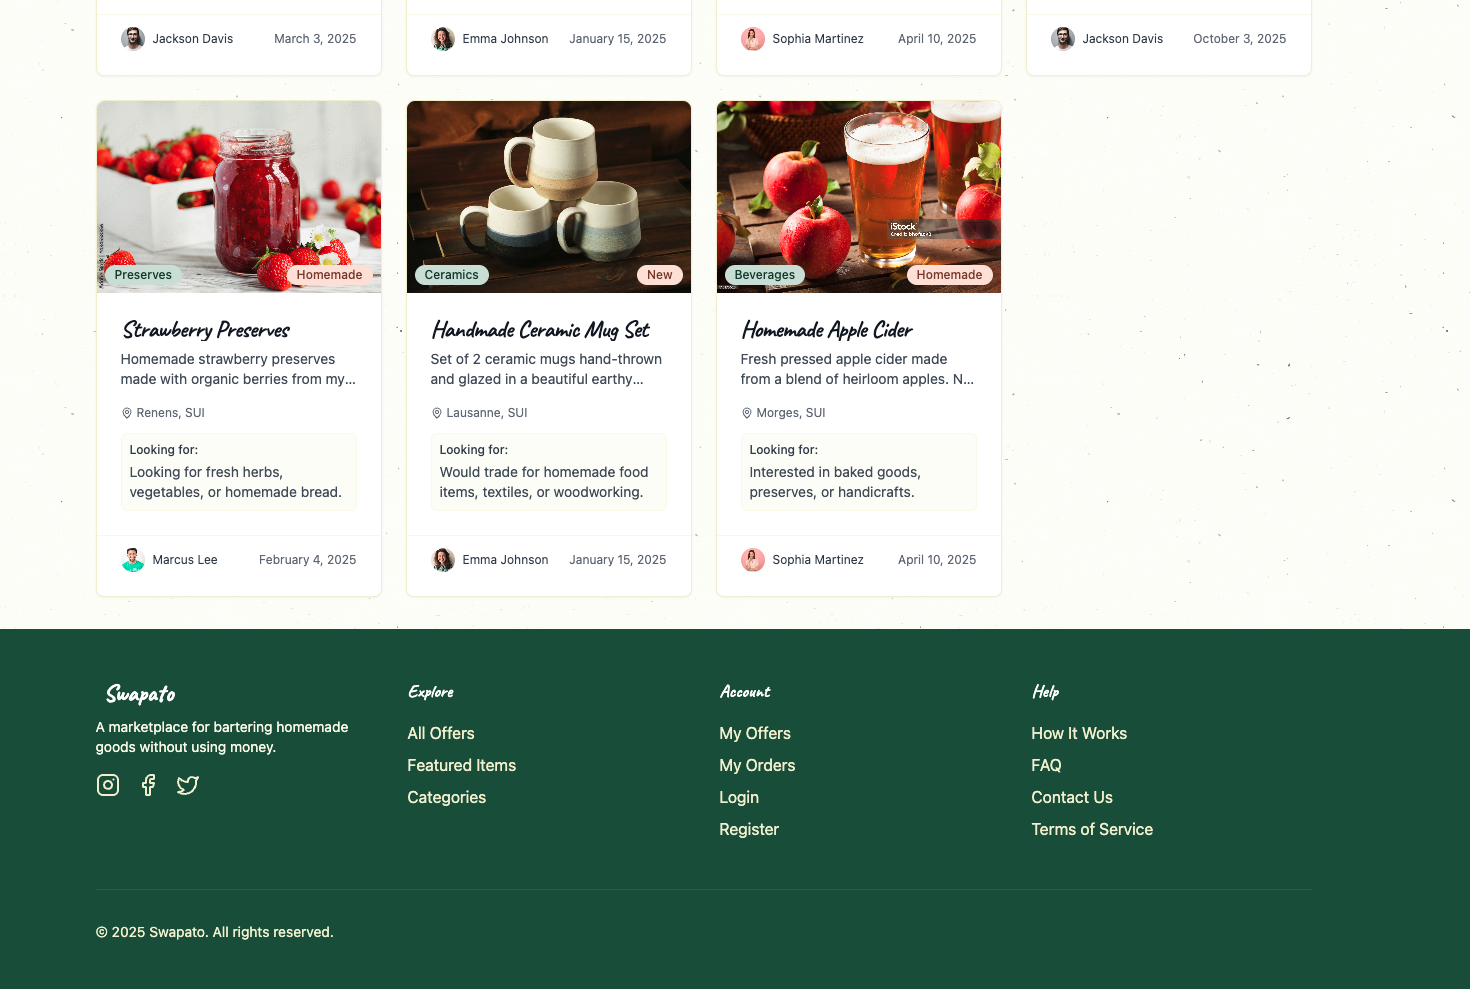 Jackson Davis March 3, 2025
Emma Johnson January 15, 2025
Sophia Martinez April 10, 2025
Jackson Davis October 3, 2025
Preserves
Homemade
Strawberry Preserves
Homemade strawberry preserves
made with organic berries from my...
Renens, SUI
Looking for:
Looking for fresh herbs,
vegetables, or homemade bread.
Marcus Lee February 4, 2025
Ceramics
New
Handmade Ceramic Mug Set
Set of 2 ceramic mugs hand-thrown
and glazed in a beautiful earthy...
Lausanne, SUI
Looking for:
Would trade for homemade food
items, textiles, or woodworking.
Emma Johnson January 15, 2025
iStock
Beverages
Homemade
Homemade Apple Cider
Fresh pressed apple cider made
from a blend of heirloom apples. N...
Morges, SUI
Looking for:
Interested in baked goods,
preserves, or handicrafts.
Sophia Martinez April 10, 2025
Swapato
A marketplace for bartering homemade
goods without using money.
Explore
All Offers
Featured Items
Categories
Account
My Offers
My Orders
Login
Register
Help
How It Works
FAQ
Contact Us
Terms of Service
© 2025 Swapato. All rights reserved.